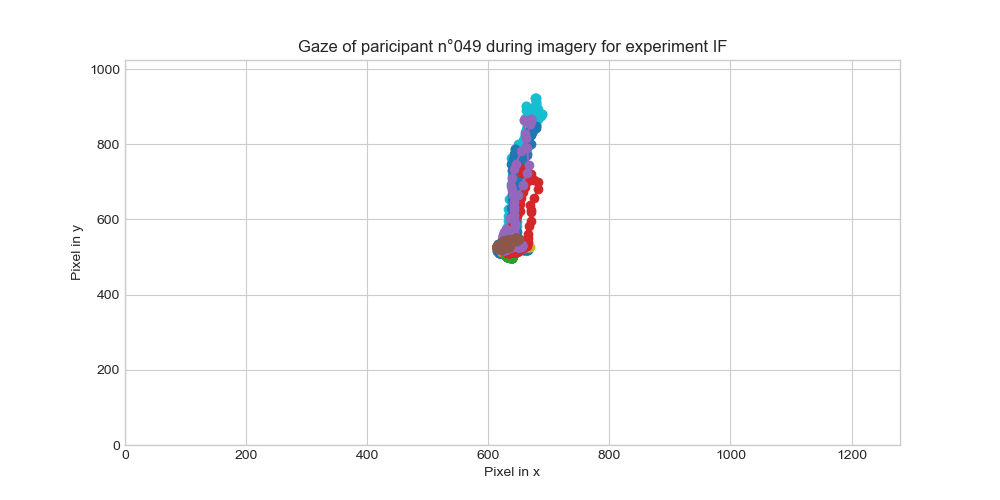 Gaze of paricipant n°049 during imagery for experiment IF
1000
800
600
400
200
0
Pixel in y
0 200 400 600 800 1000 1200
Pixel in x